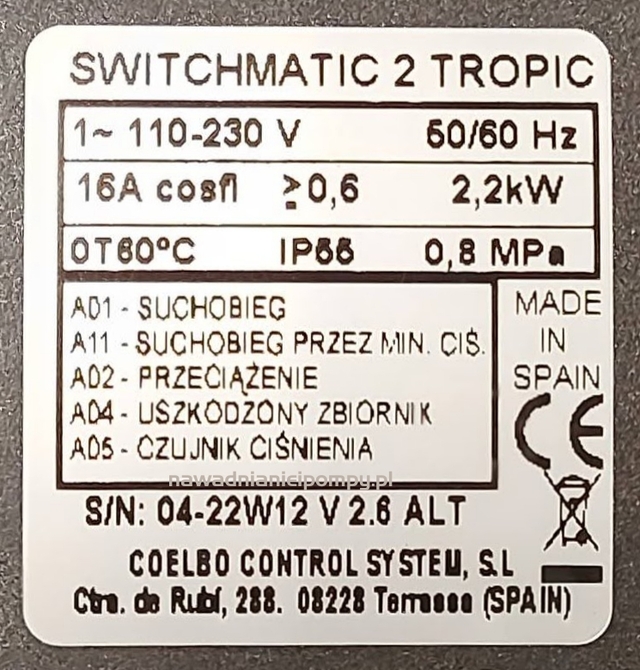 SWITCHMATIC 2 TROPIC
1~ 110-230 V 50/60 Hz
16A cosfi ≥0,6 2,2kW
0T60ºC IP55 0,8 MPa
A01 - SUCHOBIEG
A11 - SUCHOBIEG PRZEZ MIN. CIŚ.
A02 - PRZECIĄŻENIE
A04 - USZKODZONY ZBIORNIK
A05 - CZUJNIK CIŚNIENIA
MADE
IN
SPAIN
CE
nawadnianieipompy.pl
S/N: 04-22W12 V 2.6 ALT
COELBO CONTROL SYSTEM, S.L
Ctra. de Rubí, 288. 08228 Terrassa (SPAIN)